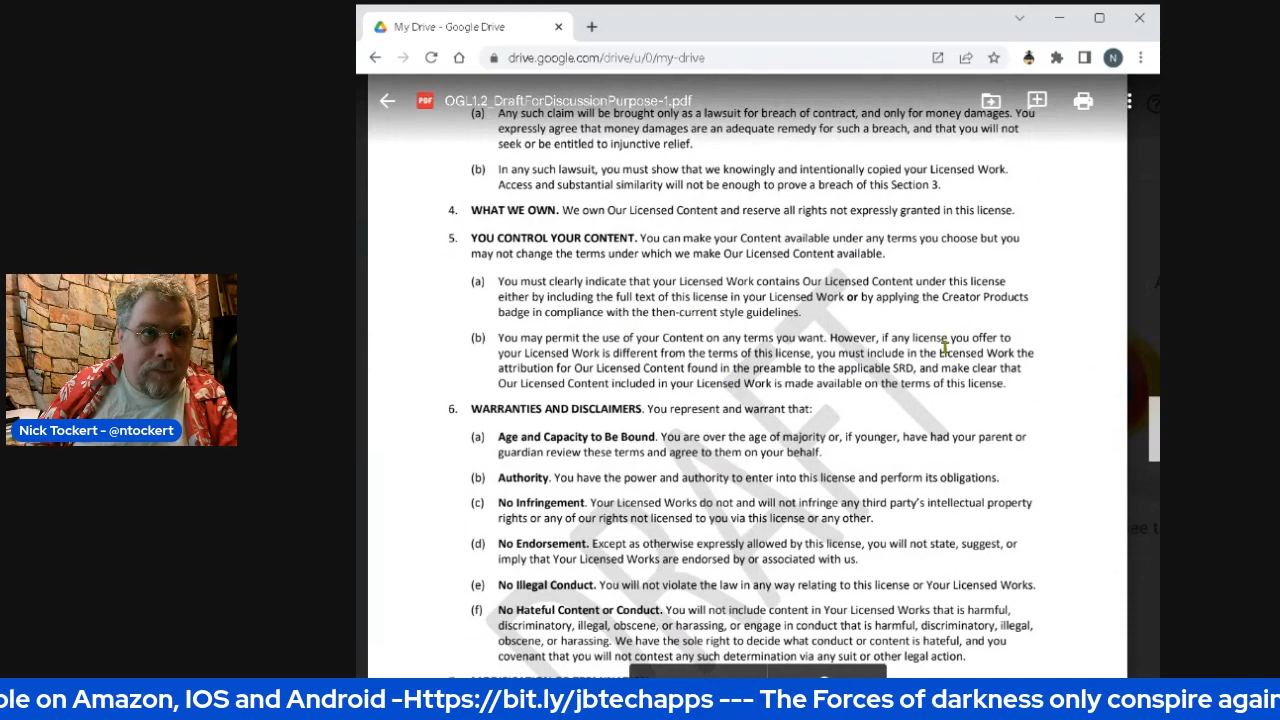 My Drive - Google Drive
drive.google.com/drive/u/0/my-drive
N
PDF OGL1.2_DraftForDiscussionPurpose-1.pdf
(a) Any such claim will be brought only as a lawsuit for breach of contract, and only for money damages. You
expressly agree that money damages are an adequate remedy for such a breach, and that you will not
seek or be entitled to injunctive relief.
(b) In any such lawsuit, you must show that we knowingly and intentionally copied your Licensed Work.
Access and substantial similarity will not be enough to prove a breach of this Section 3.
4. WHAT WE OWN. We own Our Licensed Content and reserve all rights not expressly granted in this license.
5. YOU CONTROL YOUR CONTENT. You can make your Content available under any terms you choose but you
may not change the terms under which we make Our Licensed Content available.
(a) You must clearly indicate that your Licensed Work contains Our Licensed Content under this license
either by including the full text of this license in your Licensed Work or by applying the Creator Products
badge in compliance with the then-current style guidelines.
(b) You may permit the use of your Content on any terms you want. However, if any license you offer to
your Licensed Work is different from the terms of this license, you must include in the Licensed Work the
attribution for Our Licensed Content found in the preamble to the applicable SRD, and make clear that
Our Licensed Content included in your Licensed Work is made available on the terms of this license.
6. WARRANTIES AND DISCLAIMERS. You represent and warrant that:
(a) Age and Capacity to Be Bound. You are over the age of majority or, if younger, have had your parent or
guardian review these terms and agree to them on your behalf.
(b) Authority. You have the power and authority to enter into this license and perform its obligations.
(c) No Infringement. Your Licensed Works do not and will not infringe any third party's intellectual property
rights or any of our rights not licensed to you via this license or any other.
(d) No Endorsement. Except as otherwise expressly allowed by this license, you will not state, suggest, or
imply that Your Licensed Works are endorsed by or associated with us.
(e) No Illegal Conduct. You will not violate the law in any way relating to this license or Your Licensed Works.
(f) No Hateful Content or Conduct. You will not include content in Your Licensed Works that is harmful,
discriminatory, illegal, obscene, or harassing, or engage in conduct that is harmful, discriminatory, illegal,
obscene, or harassing. We have the sole right to decide what conduct or content is hateful, and you
covenant that you will not contest any such determination via any suit or other legal action.
DRAFT
Nick Tockert - @ntockert
ble on Amazon, IOS and Android -Https://bit.ly/jbtechapps --- The Forces of darkness only conspire again